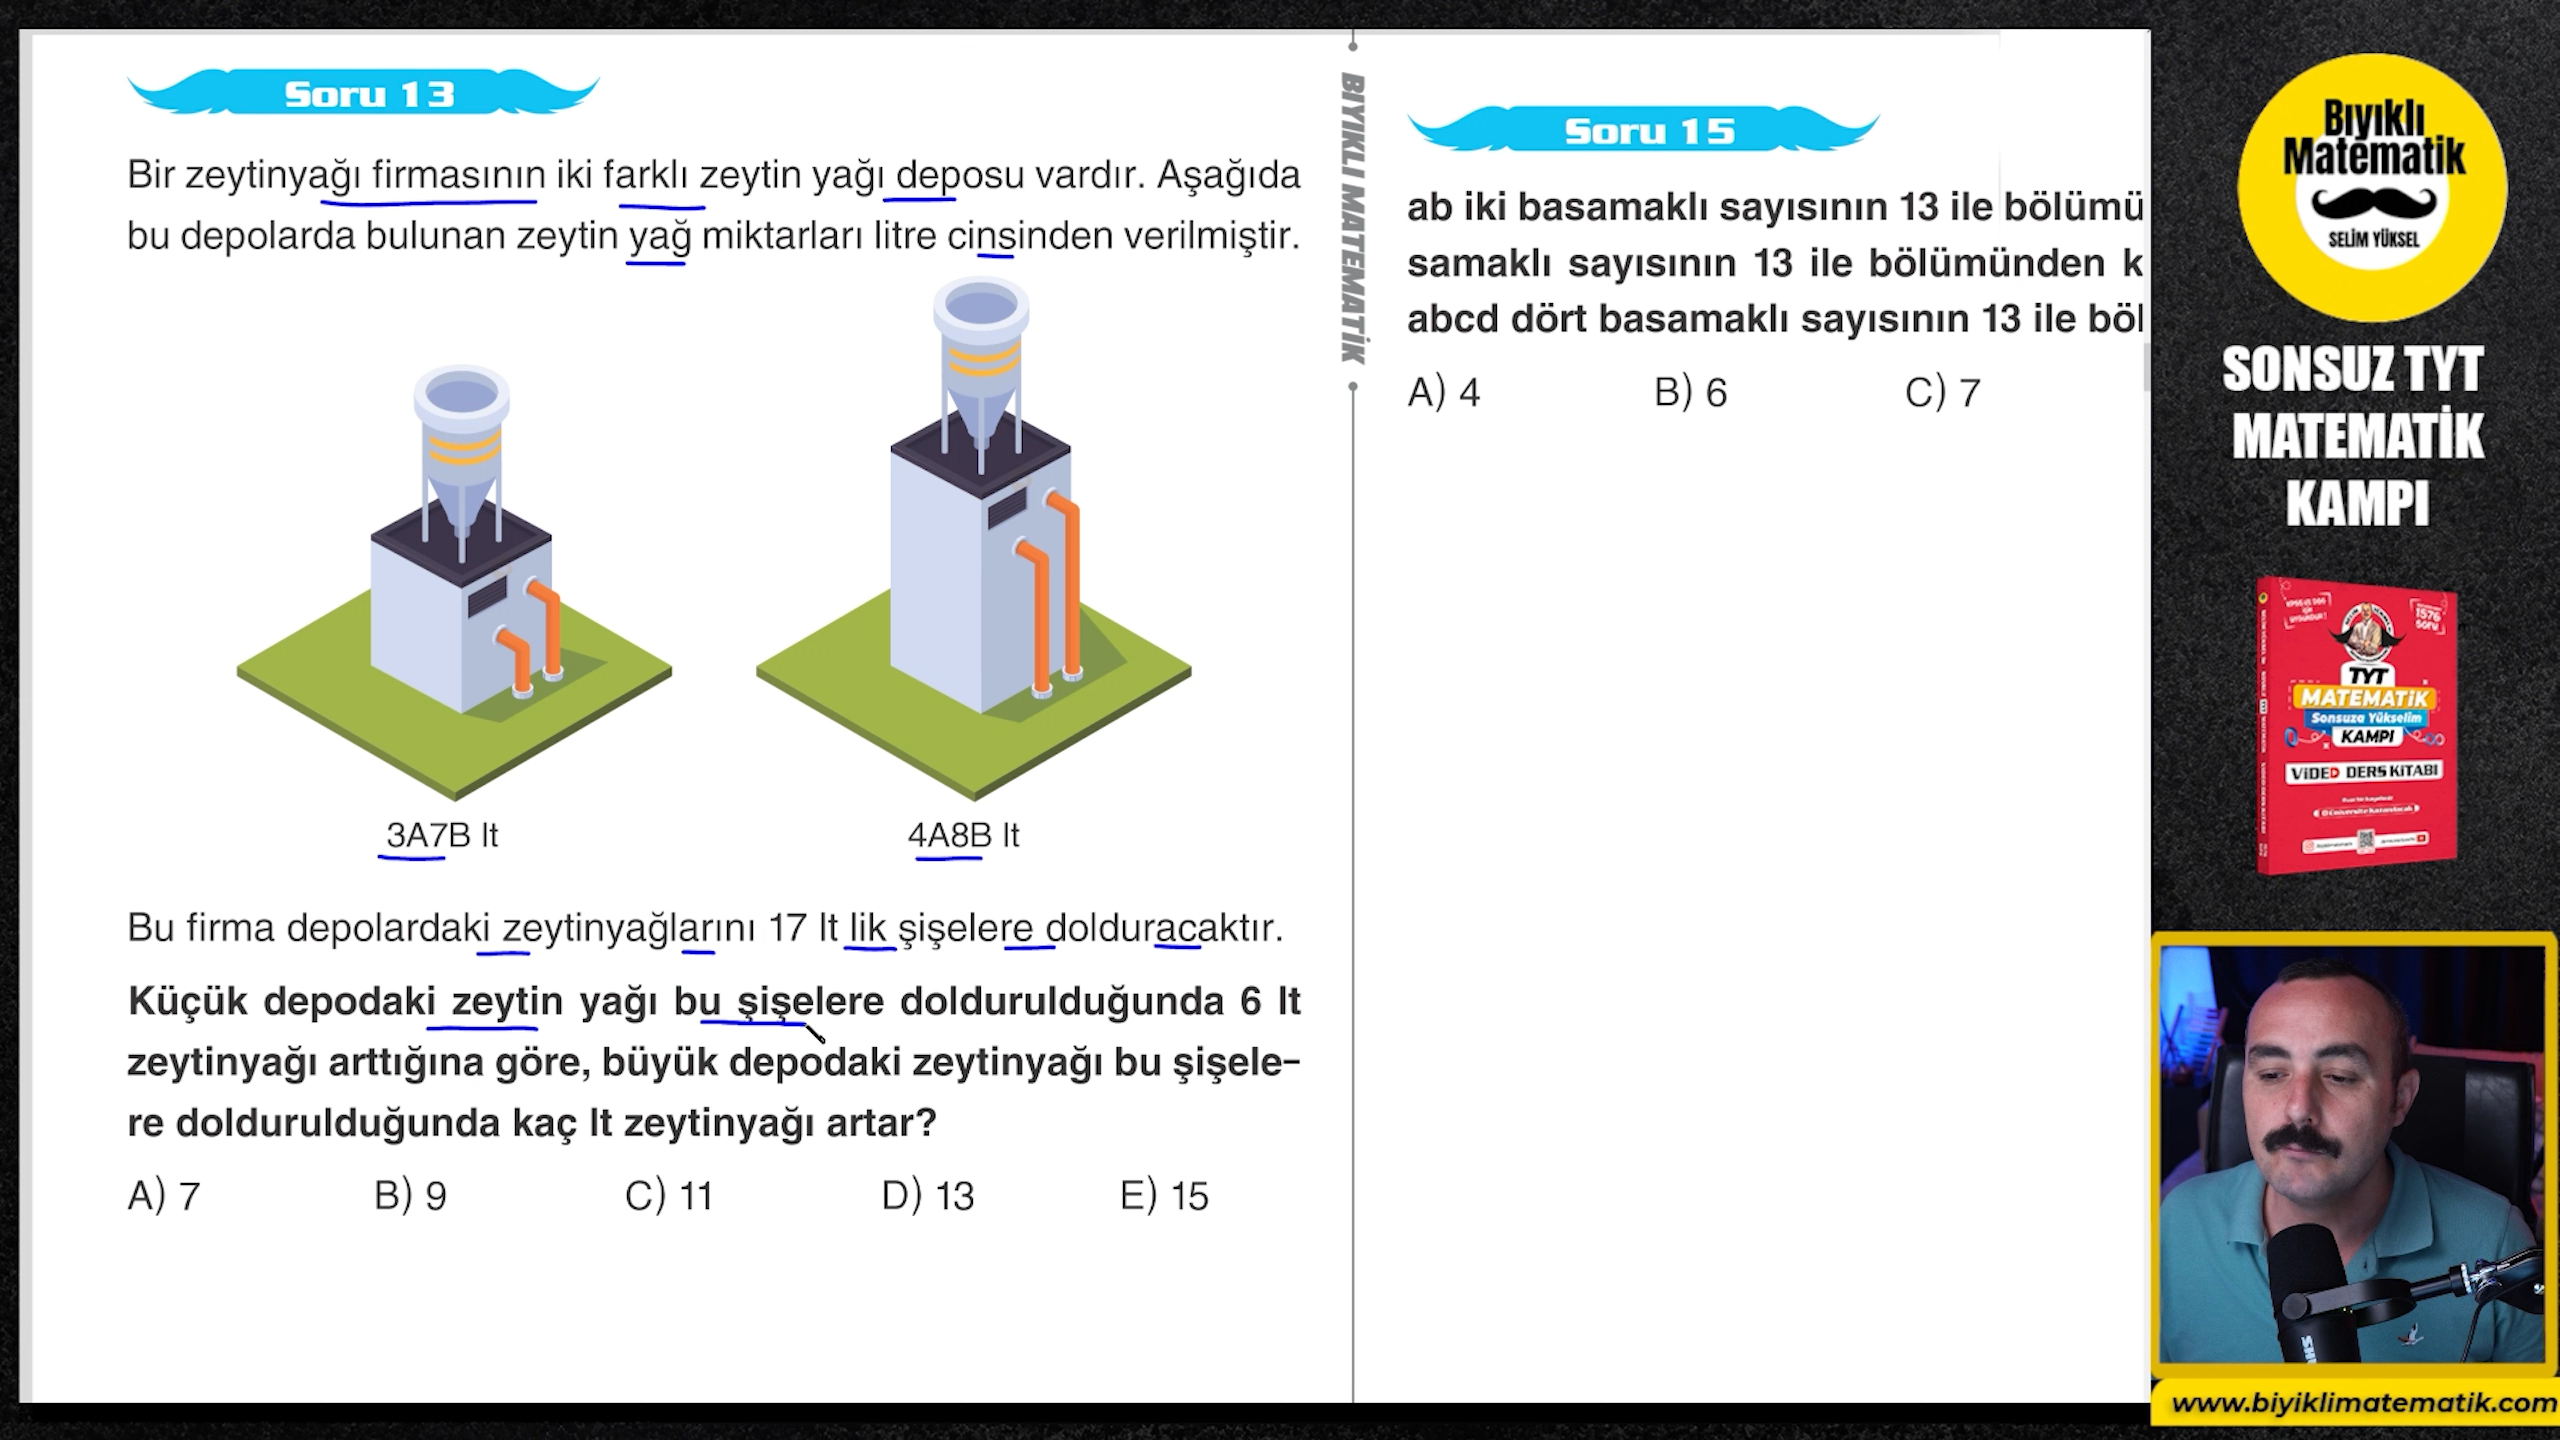 Soru 13
Bir zeytinyağı firmasının iki farklı zeytin yağı deposu vardır. Aşağıda
bu depolarda bulunan zeytin yağ miktarları litre cinsinden verilmiştir.
3A7B lt
4A8B lt
Bu firma depolardaki zeytinyağlarını 17 lt lik şişelere dolduracaktır.
Küçük depodaki zeytin yağı bu şişelere doldurulduğunda 6 lt
zeytinyağı arttığına göre, büyük depodaki zeytinyağı bu şişele–
re doldurulduğunda kaç lt zeytinyağı artar?
A) 7 B) 9 C) 11 D) 13 E) 15
BIYIKLI MATEMATİK
Soru 15
ab iki basamaklı sayısının 13 ile bölümü
samaklı sayısının 13 ile bölümünden k
abcd dört basamaklı sayısının 13 ile böl
A) 4 B) 6 C) 7
Bıyıklı
Matematik
SELİM YÜKSEL
SONSUZ TYT
MATEMATİK
KAMPI
1576
SORU
TYT
MATEMATİK
Sonsuza Yükselim
KAMPI
VİDEO DERS KİTABI
www.biyiklimatematik.com